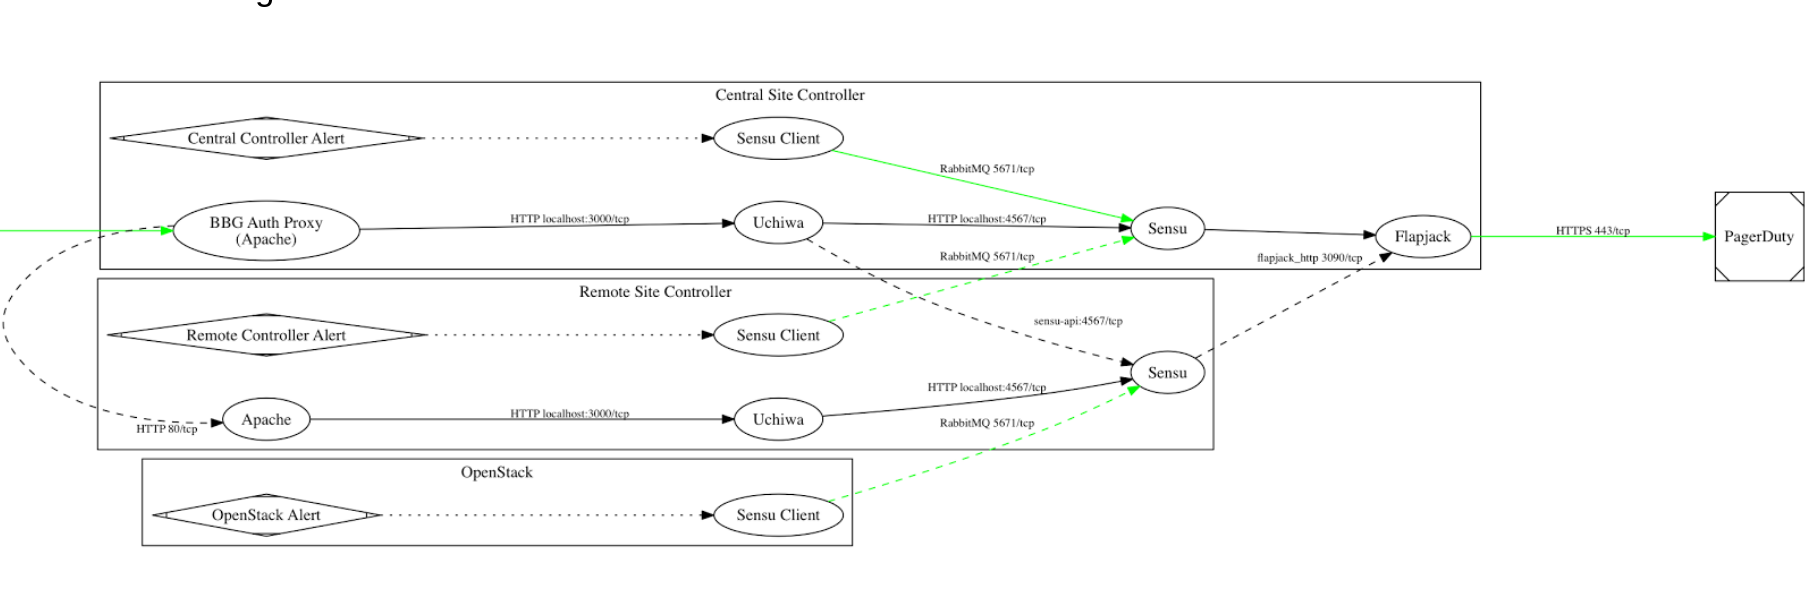 Central Site Controller
Central Controller Alert
Sensu Client
RabbitMQ 5671/tcp
BBG Auth Proxy
(Apache)
HTTP localhost:3000/tcp
Uchiwa
HTTP localhost:4567/tcp
Sensu
Flapjack
HTTPS 443/tcp
PagerDuty
RabbitMQ 5671/tcp
flapjack_http 3090/tcp
Remote Site Controller
Remote Controller Alert
Sensu Client
sensu-api:4567/tcp
Sensu
HTTP localhost:4567/tcp
Apache
HTTP localhost:3000/tcp
Uchiwa
HTTP 80/tcp
RabbitMQ 5671/tcp
OpenStack
OpenStack Alert
Sensu Client